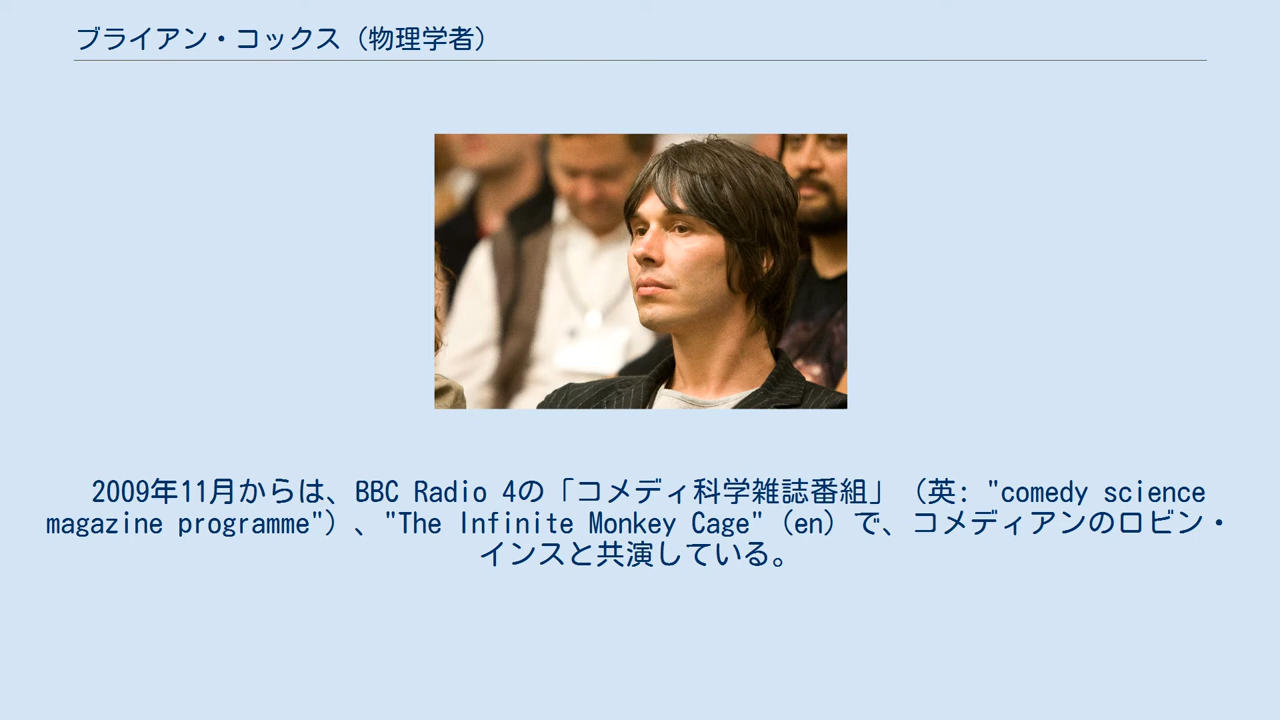 ブライアン・コックス（物理学者）
2009年11月からは、BBC Radio 4の「コメディ科学雑誌番組」（英: "comedy science
magazine programme"）、"The Infinite Monkey Cage"（en）で、コメディアンのロビン・
インスと共演している。